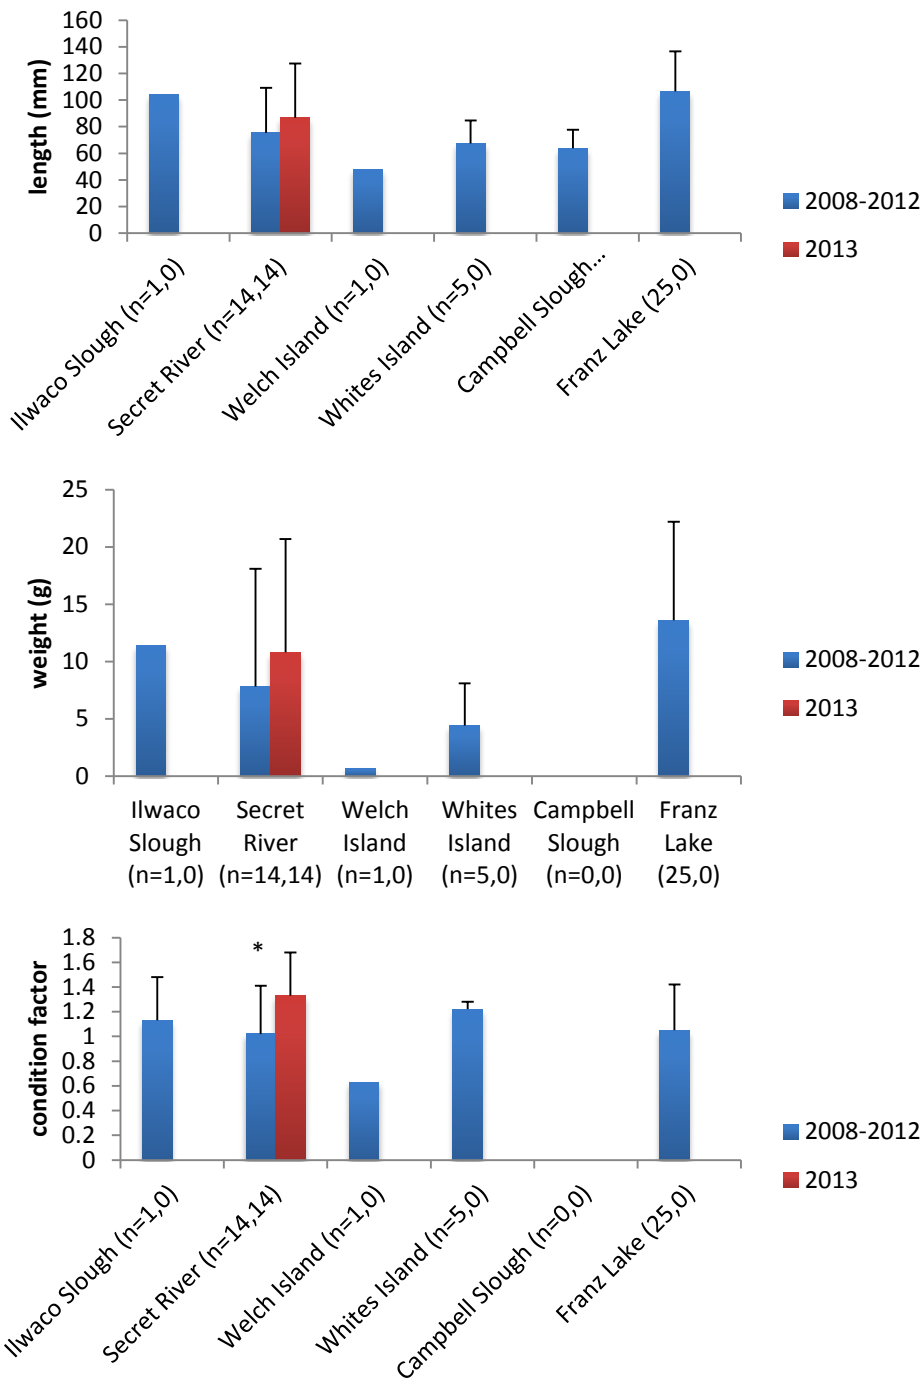 length (mm)
160
140
120
100
80
60
40
20
0
Ilwaco Slough (n=1,0)
Secret River (n=14,14)
Welch Island (n=1,0)
Whites Island (n=5,0)
Campbell Slough...
Franz Lake (25,0)
2008-2012
2013
weight (g)
25
20
15
10
5
0
Ilwaco
Slough
(n=1,0)
Secret
River
(n=14,14)
Welch
Island
(n=1,0)
Whites
Island
(n=5,0)
Campbell
Slough
(n=0,0)
Franz
Lake
(25,0)
2008-2012
2013
condition factor
1.8
1.6
1.4
1.2
1
0.8
0.6
0.4
0.2
0
*
Ilwaco Slough (n=1,0)
Secret River (n=14,14)
Welch Island (n=1,0)
Whites Island (n=5,0)
Campbell Slough (n=0,0)
Franz Lake (25,0)
2008-2012
2013